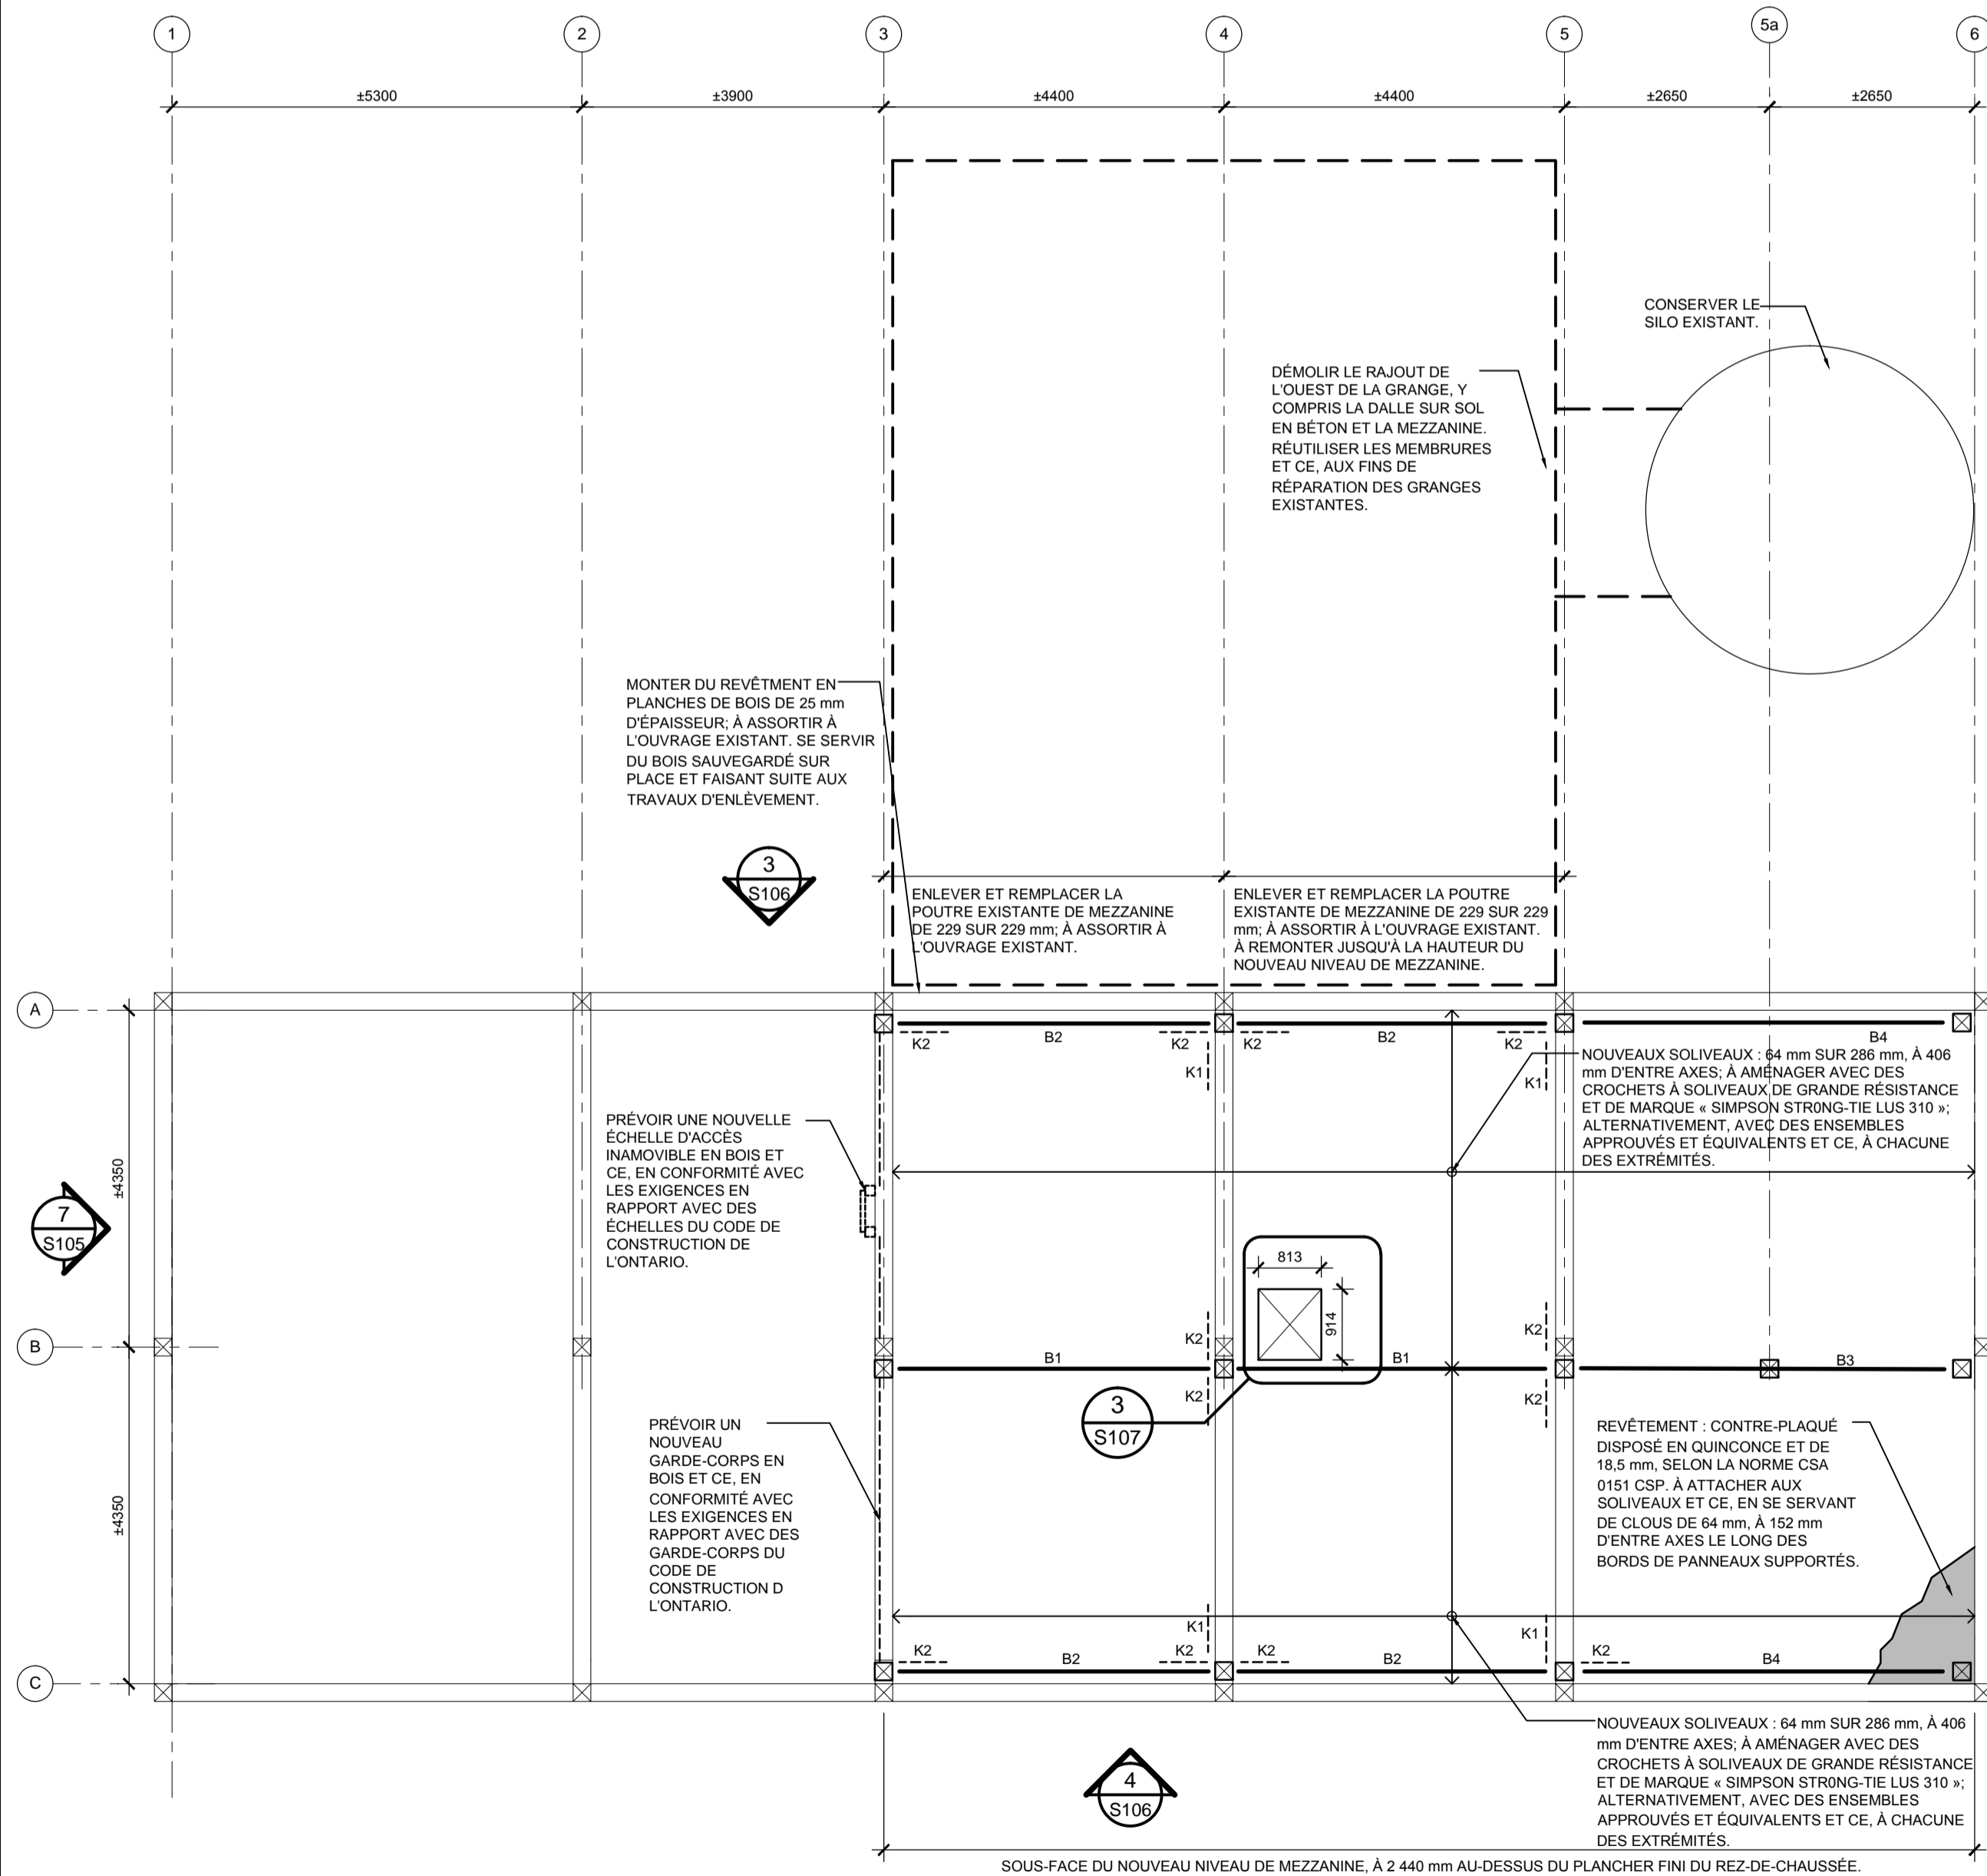 1
2
3
4
5
5a
6
±5300
±3900
±4400
±4400
±2650
±2650
CONSERVER LE
SILO EXISTANT.
DÉMOLIR LE RAJOUT DE
L'OUEST DE LA GRANGE, Y
COMPRIS LA DALLE SUR SOL
EN BÉTON ET LA MEZZANINE.
RÉUTILISER LES MEMBRURES
ET CE, AUX FINS DE
RÉPARATION DES GRANGES
EXISTANTES.
MONTER DU REVÊTMENT EN
PLANCHES DE BOIS DE 25 mm
D'ÉPAISSEUR; À ASSORTIR À
L'OUVRAGE EXISTANT. SE SERVIR
DU BOIS SAUVEGARDÉ SUR
PLACE ET FAISANT SUITE AUX
TRAVAUX D'ENLÈVEMENT.
3
S106
ENLEVER ET REMPLACER LA
POUTRE EXISTANTE DE MEZZANINE
DE 229 SUR 229 mm; À ASSORTIR À
L'OUVRAGE EXISTANT.
ENLEVER ET REMPLACER LA POUTRE
EXISTANTE DE MEZZANINE DE 229 SUR 229
mm; À ASSORTIR À L'OUVRAGE EXISTANT.
À REMONTER JUSQU'À LA HAUTEUR DU
NOUVEAU NIVEAU DE MEZZANINE.
A
K2
B2
K2
K2
B2
K2
B4
K1
K1
NOUVEAUX SOLIVEAUX : 64 mm SUR 286 mm, À 406
mm D'ENTRE AXES; À AMÉNAGER AVEC DES
CROCHETS À SOLIVEAUX DE GRANDE RÉSISTANCE
ET DE MARQUE « SIMPSON STR0NG-TIE LUS 310 »;
ALTERNATIVEMENT, AVEC DES ENSEMBLES
APPROUVÉS ET ÉQUIVALENTS ET CE, À CHACUNE
DES EXTRÉMITÉS.
PRÉVOIR UNE NOUVELLE
ÉCHELLE D'ACCÈS
INAMOVIBLE EN BOIS ET
CE, EN CONFORMITÉ AVEC
LES EXIGENCES EN
RAPPORT AVEC DES
ÉCHELLES DU CODE DE
CONSTRUCTION DE
L'ONTARIO.
±4350
7
S105
813
914
B
K2
K2
B1
B1
B3
K2
K2
3
S107
PRÉVOIR UN
NOUVEAU
GARDE-CORPS EN
BOIS ET CE, EN
CONFORMITÉ AVEC
LES EXIGENCES EN
RAPPORT AVEC DES
GARDE-CORPS DU
CODE DE
CONSTRUCTION D
L'ONTARIO.
±4350
REVÊTEMENT : CONTRE-PLAQUÉ
DISPOSÉ EN QUINCONCE ET DE
18,5 mm, SELON LA NORME CSA
0151 CSP. À ATTACHER AUX
SOLIVEAUX ET CE, EN SE SERVANT
DE CLOUS DE 64 mm, À 152 mm
D'ENTRE AXES LE LONG DES
BORDS DE PANNEAUX SUPPORTÉS.
K1
K1
K2
B2
K2
K2
B2
K2
B4
C
NOUVEAUX SOLIVEAUX : 64 mm SUR 286 mm, À 406
mm D'ENTRE AXES; À AMÉNAGER AVEC DES
CROCHETS À SOLIVEAUX DE GRANDE RÉSISTANCE
ET DE MARQUE « SIMPSON STR0NG-TIE LUS 310 »;
ALTERNATIVEMENT, AVEC DES ENSEMBLES
APPROUVÉS ET ÉQUIVALENTS ET CE, À CHACUNE
DES EXTRÉMITÉS.
4
S106
SOUS-FACE DU NOUVEAU NIVEAU DE MEZZANINE, À 2 440 mm AU-DESSUS DU PLANCHER FINI DU REZ-DE-CHAUSSÉE.